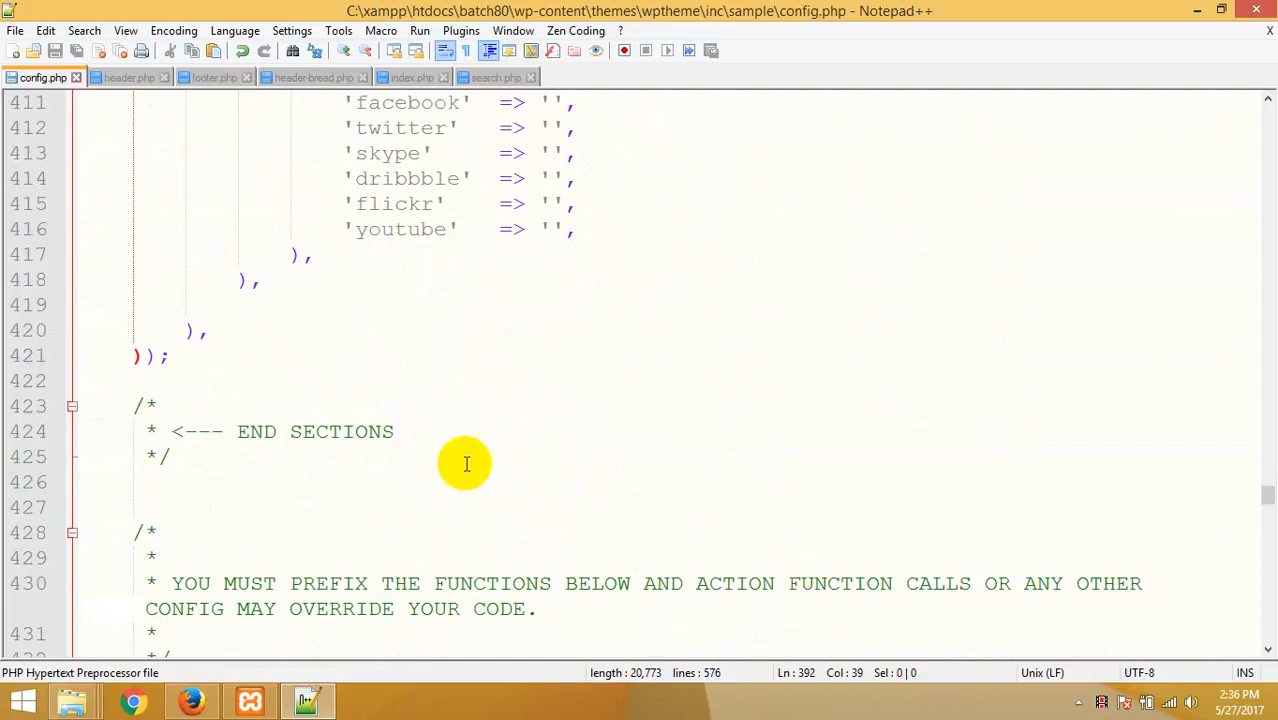 C:\xampp\htdocs\batch80\wp-content\themes\wptheme\inc\sample\config.php - Notepad++
File Edit Search View Encoding Language Settings Tools Macro Run Plugins Window Zen Coding ? X
config.php header.php footer.php header-bread.php index.php search.php
411 'facebook' => '',
412 'twitter' => '',
413 'skype' => '',
414 'dribbble' => '',
415 'flickr' => '',
416 'youtube' => '',
417 ),
418 ),
419
420 ),
421 ));
422
423 /*
424 * <--- END SECTIONS
425 */
426
427
428 /*
429 *
430 * YOU MUST PREFIX THE FUNCTIONS BELOW AND ACTION FUNCTION CALLS OR ANY OTHER
CONFIG MAY OVERRIDE YOUR CODE.
431 *
PHP Hypertext Preprocessor file length : 20,773 lines : 576 Ln : 392 Col : 39 Sel : 0 | 0 Unix (LF) UTF-8 INS
2:36 PM
5/27/2017